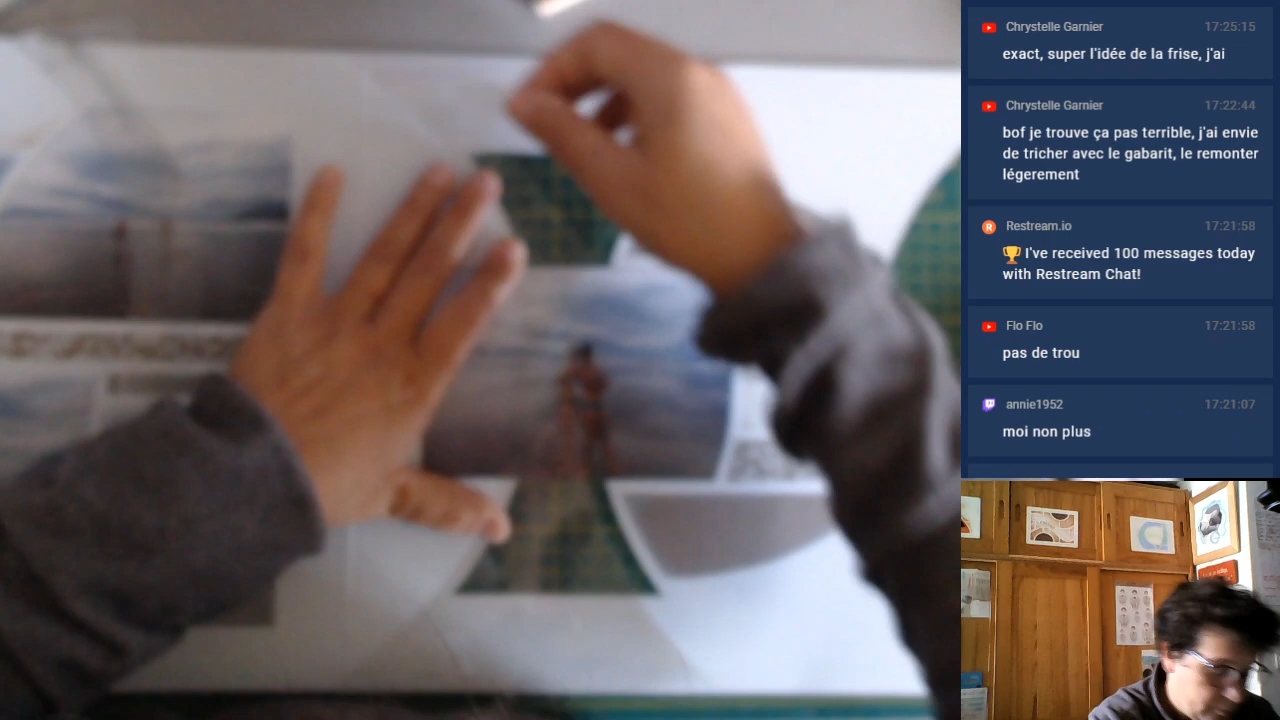 Chrystelle Garnier 17:25:15
exact, super l'idée de la frise, j'ai
Chrystelle Garnier 17:22:44
bof je trouve ça pas terrible, j'ai envie
de tricher avec le gabarit, le remonter
légerement
Restream.io 17:21:58
🏆 I've received 100 messages today
with Restream Chat!
Flo Flo 17:21:58
pas de trou
annie1952 17:21:07
moi non plus